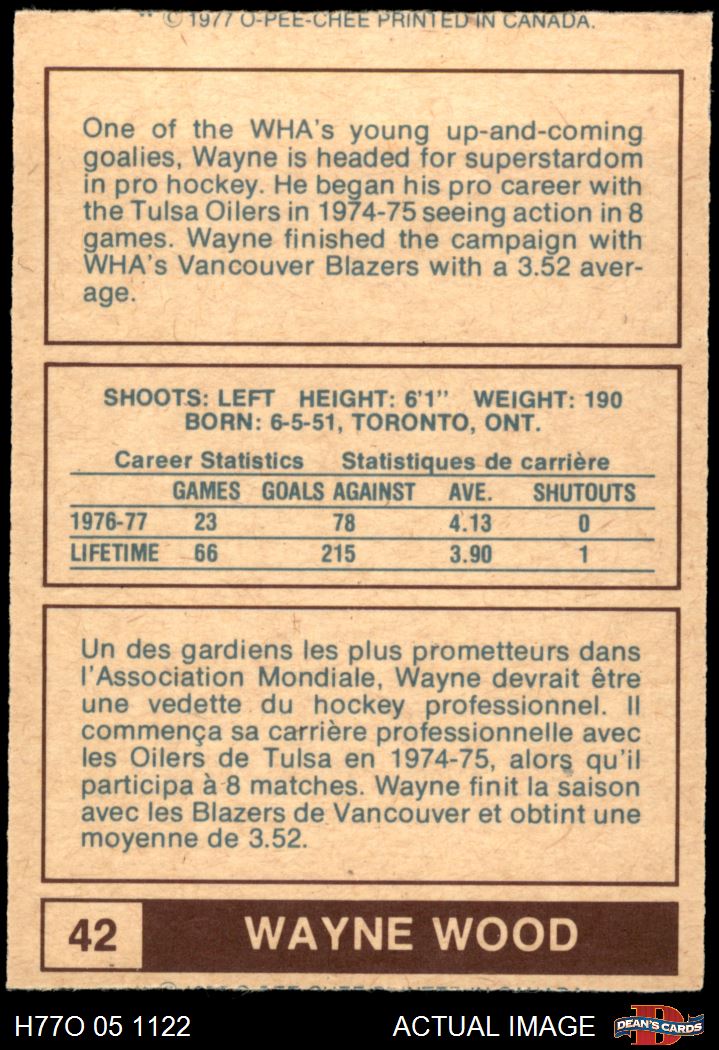 © 1977 O-PEE-CHEE PRINTED IN CANADA.
One of the WHA's young up-and-coming
goalies, Wayne is headed for superstardom
in pro hockey. He began his pro career with
the Tulsa Oilers in 1974-75 seeing action in 8
games. Wayne finished the campaign with
WHA's Vancouver Blazers with a 3.52 aver-
age.
SHOOTS: LEFT HEIGHT: 6'1" WEIGHT: 190
BORN: 6-5-51, TORONTO, ONT.
Career Statistics Statistiques de carrière
GAMES GOALS AGAINST AVE. SHUTOUTS
1976-77 23 78 4.13 0
LIFETIME 66 215 3.90 1
Un des gardiens les plus prometteurs dans
l'Association Mondiale, Wayne devrait être
une vedette du hockey professionnel. Il
commença sa carrière professionnelle avec
les Oilers de Tulsa en 1974-75, alors qu'il
participa à 8 matches. Wayne finit la saison
avec les Blazers de Vancouver et obtint une
moyenne de 3.52.
42 WAYNE WOOD
H77O 05 1122 ACTUAL IMAGE DEAN'S CARDS